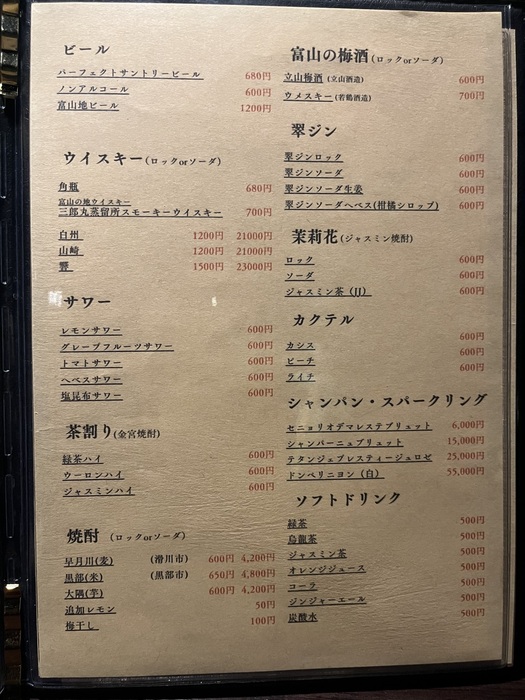 ビール
パーフェクトサントリービール 680円
ノンアルコール 600円
富山地ビール 1200円
ウイスキー(ロックorソーダ)
角瓶 680円
富山の地ウイスキー
三郎丸蒸留所スモーキーウイスキー 700円
白州 1200円 21000円
山崎 1200円 21000円
響 1500円 23000円
サワー
レモンサワー 600円
グレープフルーツサワー 600円
トマトサワー 600円
ヘベスサワー 600円
塩昆布サワー 600円
茶割り(金宮焼酎)
緑茶ハイ 600円
ウーロンハイ 600円
ジャスミンハイ 600円
焼酎 (ロックorソーダ)
早月川(麦) (滑川市) 600円 4,200円
黒部(米) (黒部市) 650円 4,800円
大隅(芋) 600円 4,200円
追加レモン 50円
梅干し 100円
富山の梅酒(ロックorソーダ)
立山梅酒 (立山酒造) 600円
ウメスキー(若鶴酒造) 700円
翠ジン
翠ジンロック 600円
翠ジンソーダ 600円
翠ジンソーダ生姜 600円
翠ジンソーダヘベス(柑橘シロップ) 600円
茉莉花(ジャスミン焼酎)
ロック 600円
ソーダ 600円
ジャスミン茶(JJ) 600円
カクテル
カシス 600円
ピーチ 600円
ライチ 600円
シャンパン・スパークリング
セニョリオデマレステブリュット 6,000円
シャンパーニュブリュット 15,000円
テタンジェプレスティージュロゼ 25,000円
ドンペリニヨン(白) 55,000円
ソフトドリンク
緑茶 500円
烏龍茶 500円
ジャスミン茶 500円
オレンジジュース 500円
コーラ 500円
ジンジャーエール 500円
炭酸水 500円